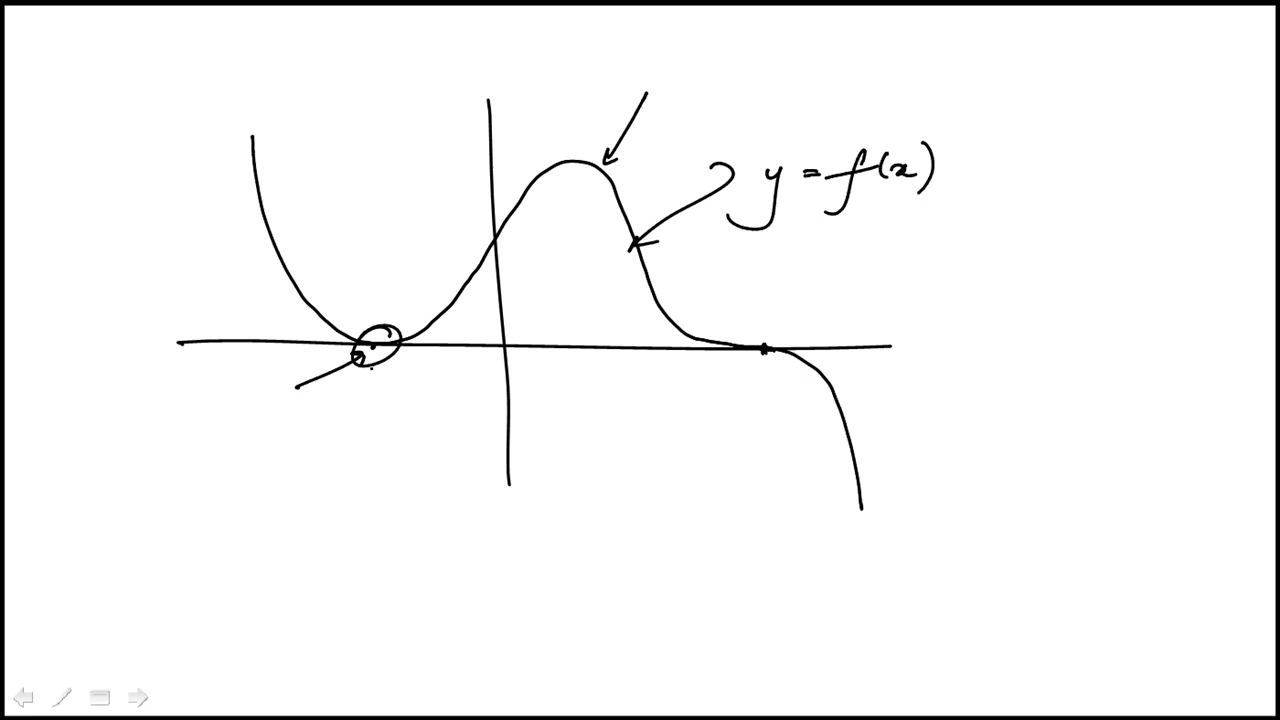 y = f(x)